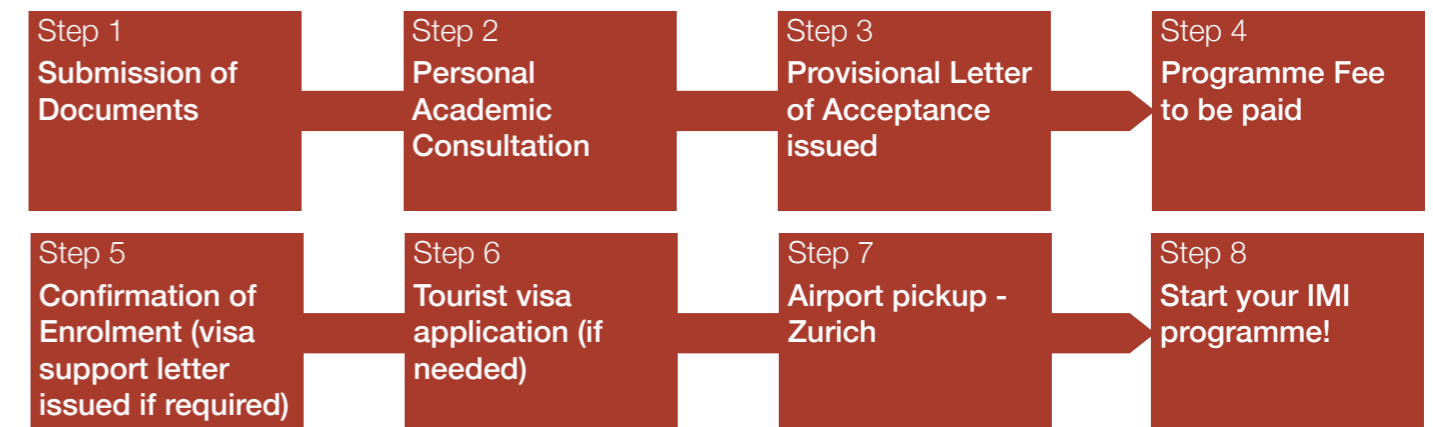 Step 1
Submission of
Documents
Step 2
Personal
Academic
Consultation
Step 3
Provisional Letter
of Acceptance
issued
Step 4
Programme Fee
to be paid
Step 5
Confirmation of
Enrolment (visa
support letter
issued if required)
Step 6
Tourist visa
application (if
needed)
Step 7
Airport pickup -
Zurich
Step 8
Start your IMI
programme!